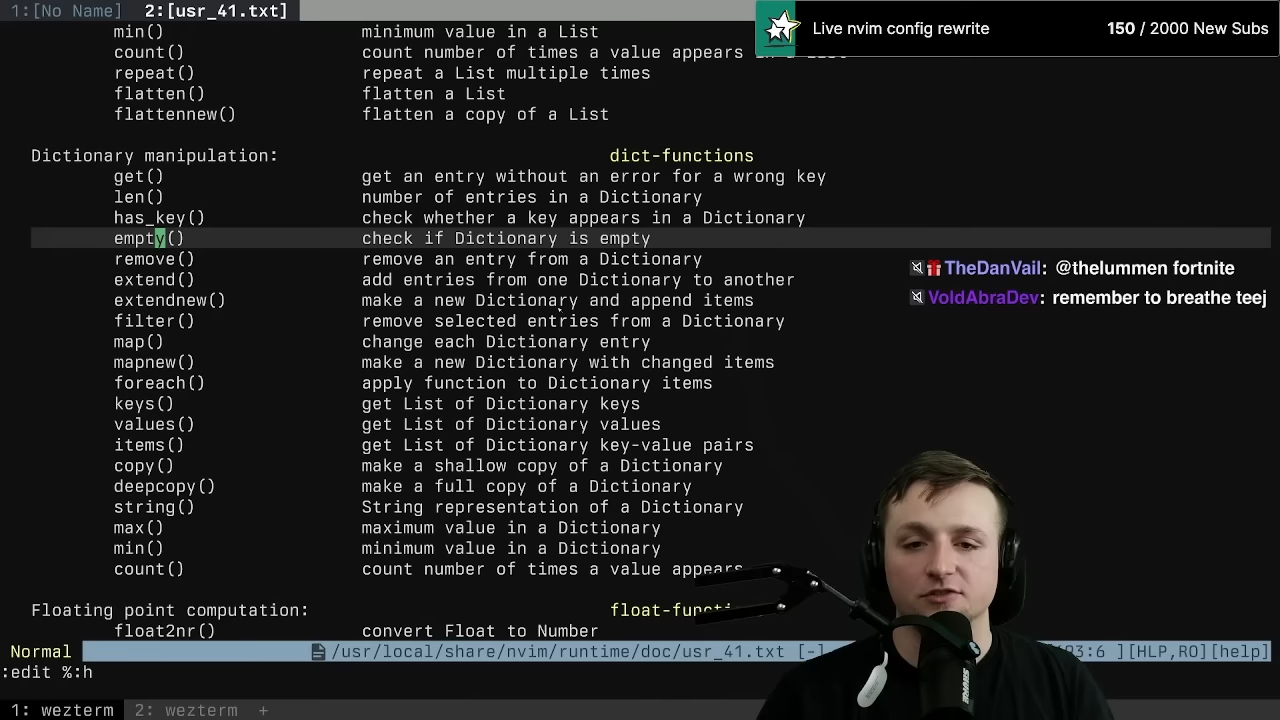 1:[No Name]  2:[usr_41.txt]
Live nvim config rewrite 150 / 2000 New Subs
min() minimum value in a List
count() count number of times a value appears in a List
repeat() repeat a List multiple times
flatten() flatten a List
flattennew() flatten a copy of a List
Dictionary manipulation: dict-functions
get() get an entry without an error for a wrong key
len() number of entries in a Dictionary
has_key() check whether a key appears in a Dictionary
empty() check if Dictionary is empty
remove() remove an entry from a Dictionary
extend() add entries from one Dictionary to another
extendnew() make a new Dictionary and append items
filter() remove selected entries from a Dictionary
map() change each Dictionary entry
mapnew() make a new Dictionary with changed items
foreach() apply function to Dictionary items
keys() get List of Dictionary keys
values() get List of Dictionary values
items() get List of Dictionary key-value pairs
copy() make a shallow copy of a Dictionary
deepcopy() make a full copy of a Dictionary
string() String representation of a Dictionary
max() maximum value in a Dictionary
min() minimum value in a Dictionary
count() count number of times a value appears
TheDanVail: @thelummen fortnite
VoldAbraDev: remember to breathe teej
Floating point computation:
float2nr() convert Float to Number
Normal /usr/local/share/nvim/runtime/doc/usr_41.txt [-] 93:6 ][HLP,RO][help]
:edit %:h
1: wezterm 2: wezterm +